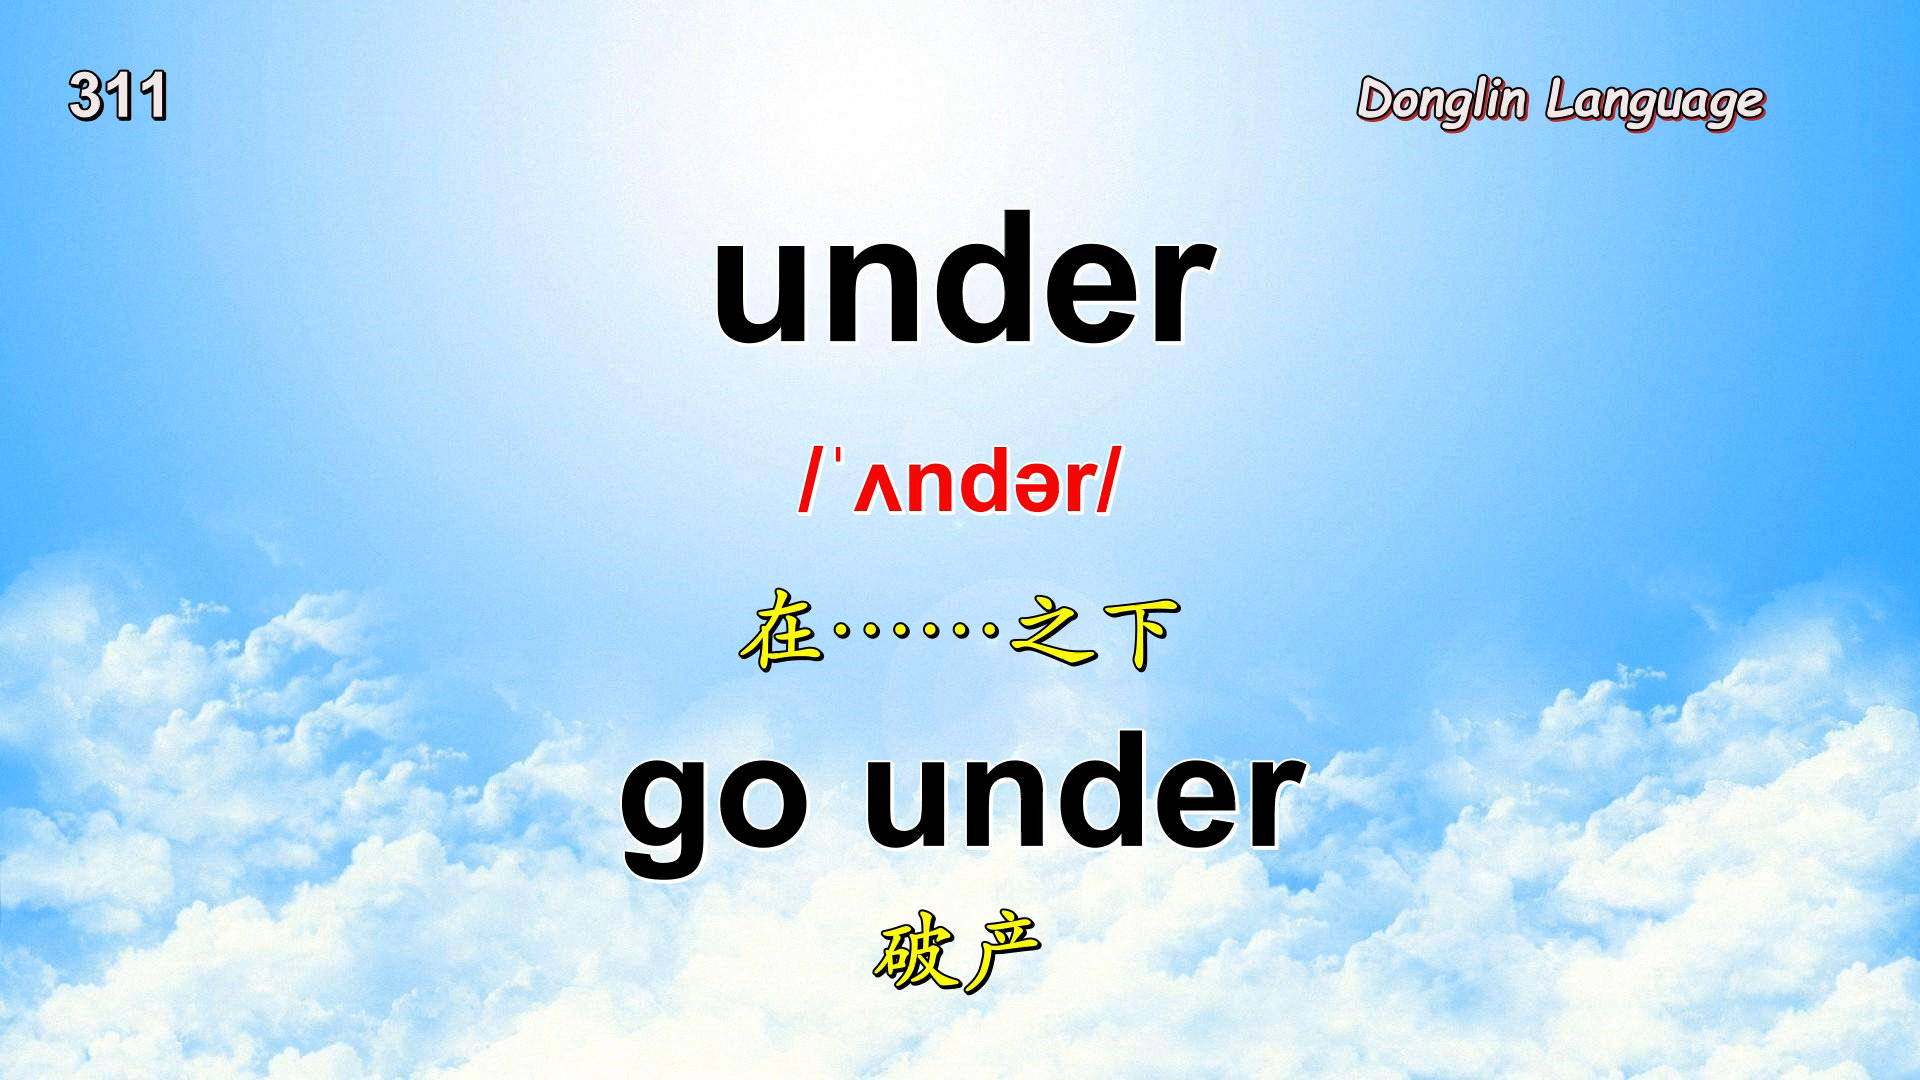 311
Donglin Language
under
/ˈʌndər/
在……之下
go under
破产